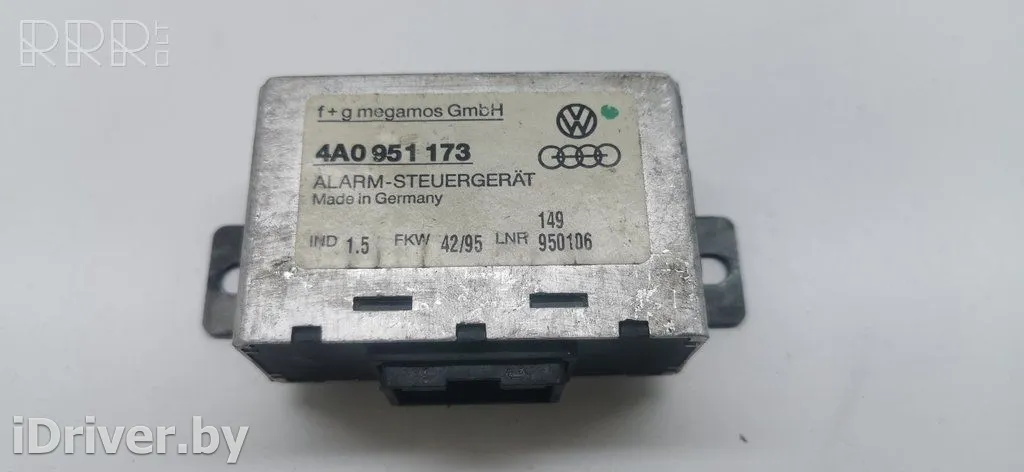 RRR.LT
f+g megamos GmbH
4A0 951 173
ALARM-STEUERGERÄT
Made in Germany
149
IND 1.5 FKW 42/95 LNR 950106
iDriver.by